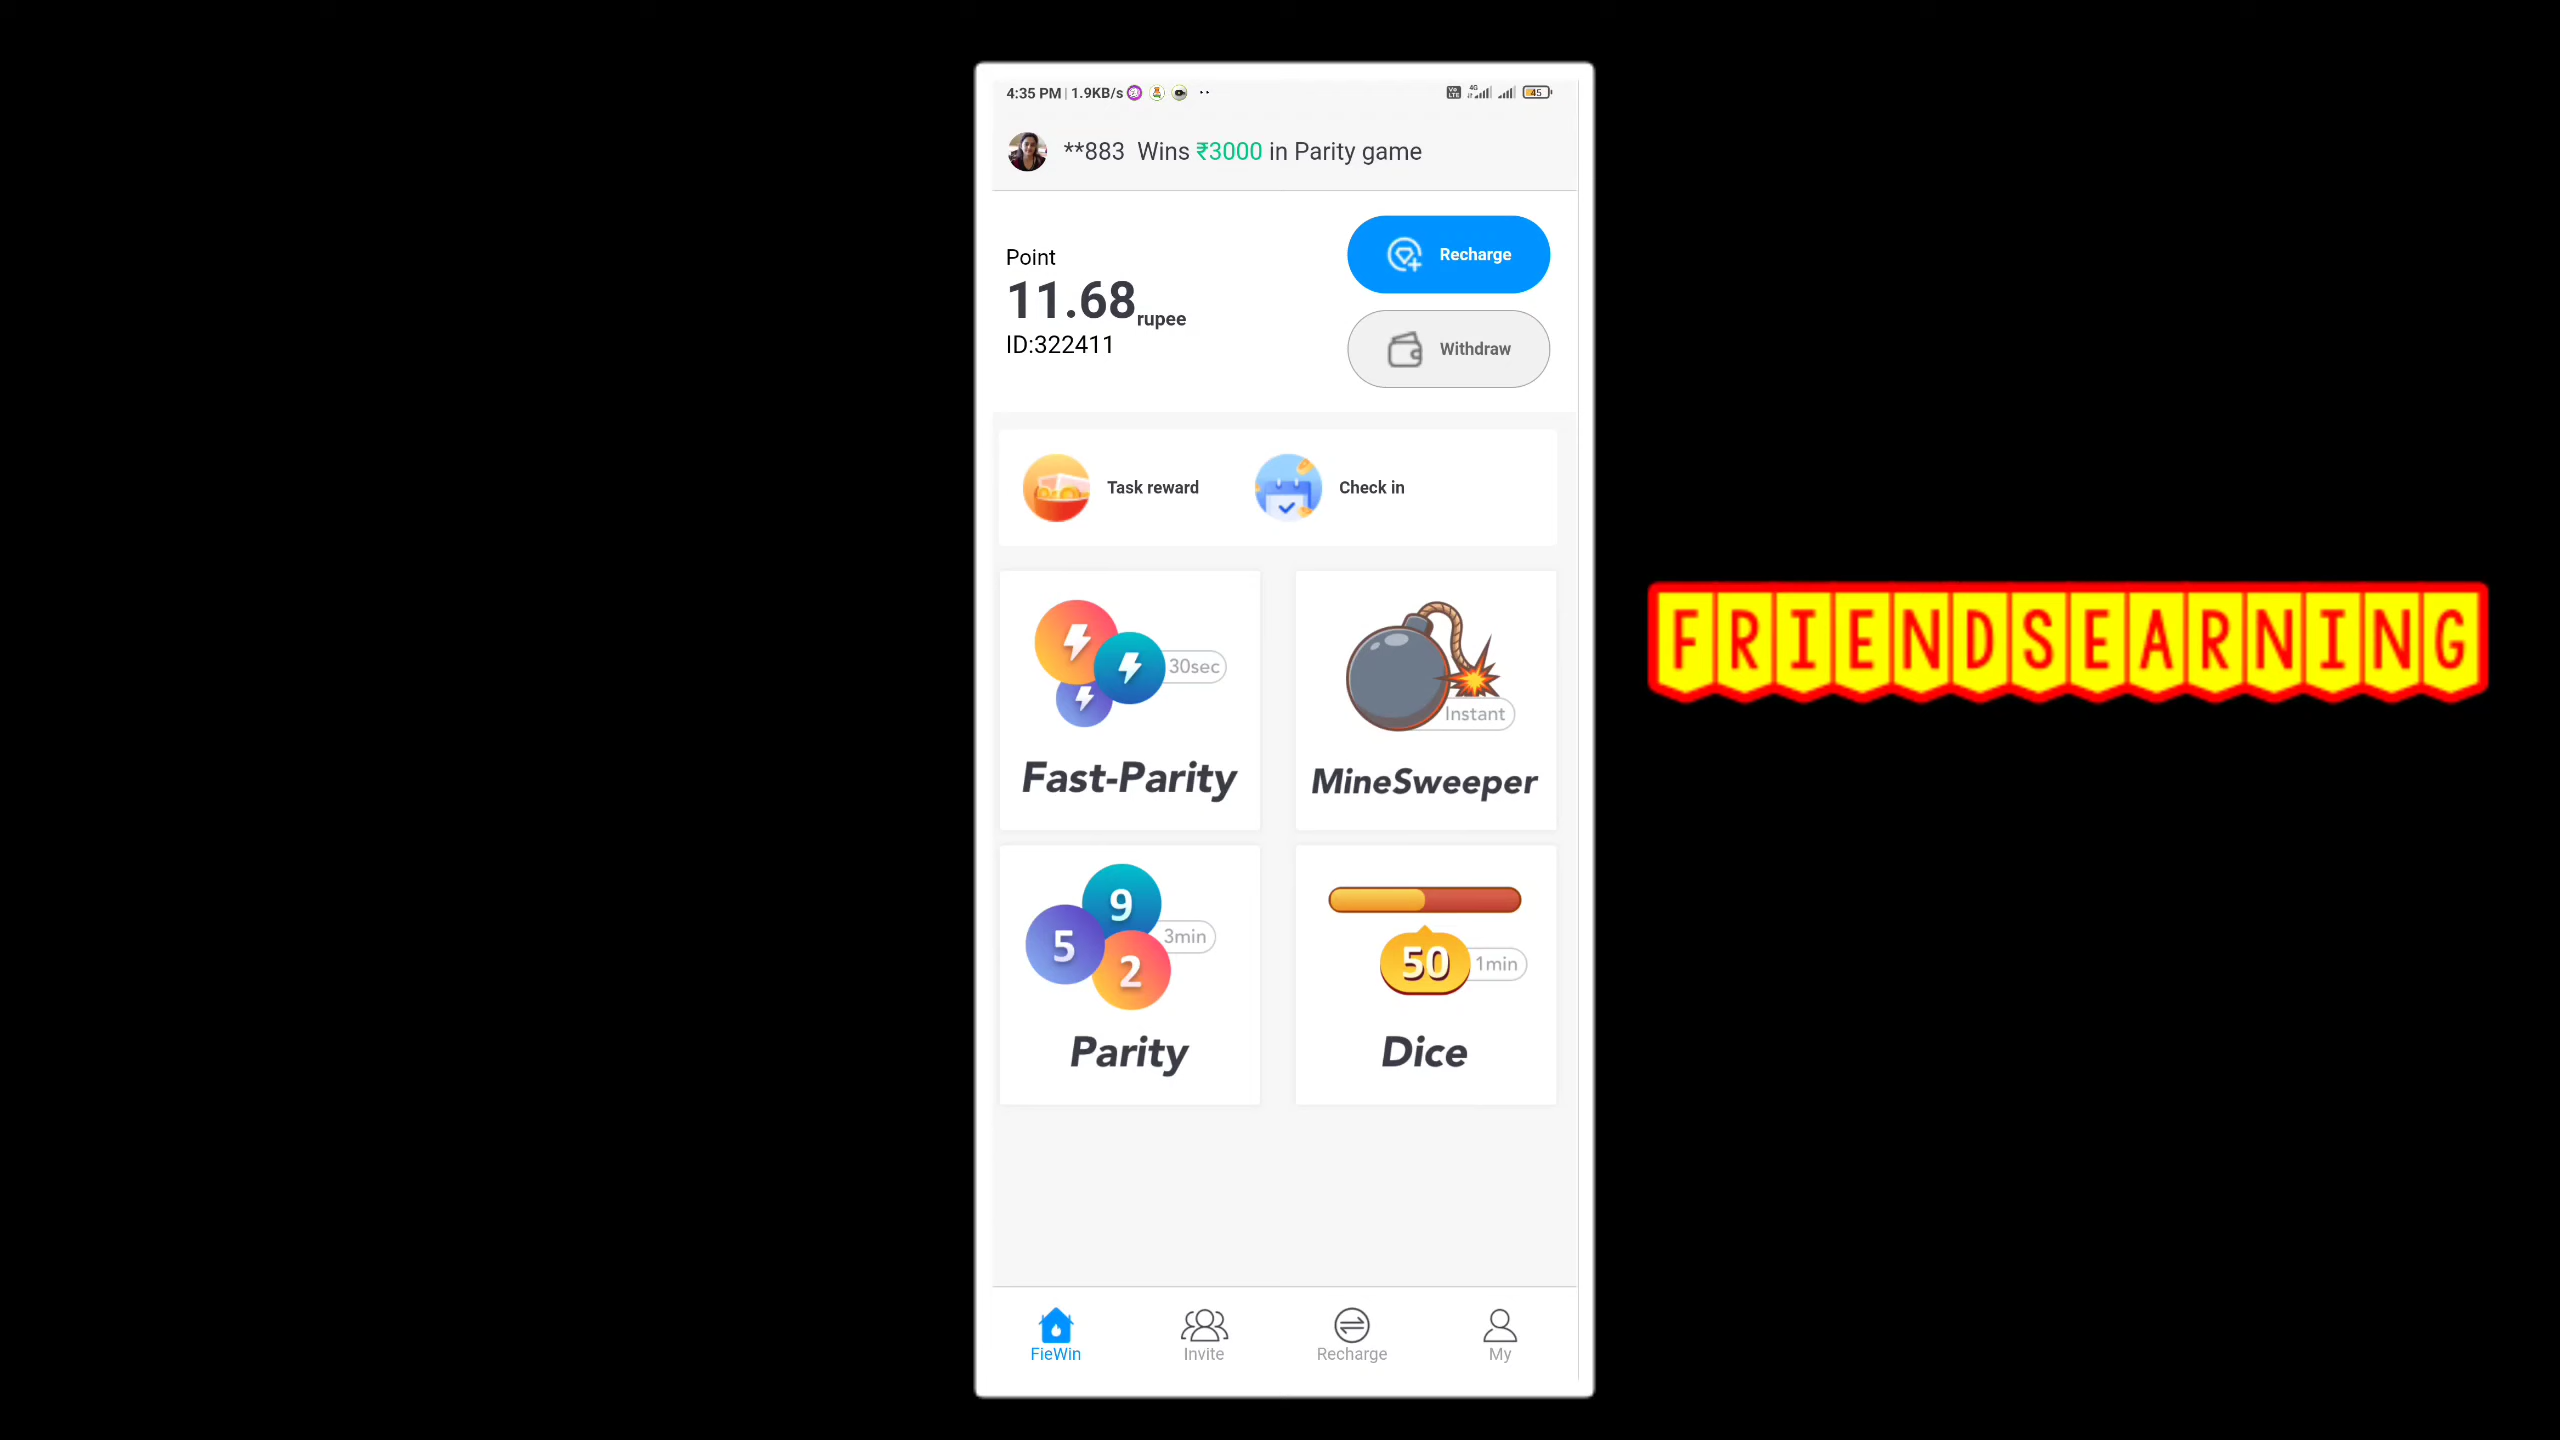 4:35 PM | 1.9KB/s
45
**883 Wins ₹3000 in Parity game
Point
11.68 rupee
ID:322411
Recharge
Withdraw
Task reward
Check in
30sec
Fast-Parity
Instant
MineSweeper
9
5
2
3min
Parity
50
1min
Dice
FRIENDSEARNING
FieWin
Invite
Recharge
My